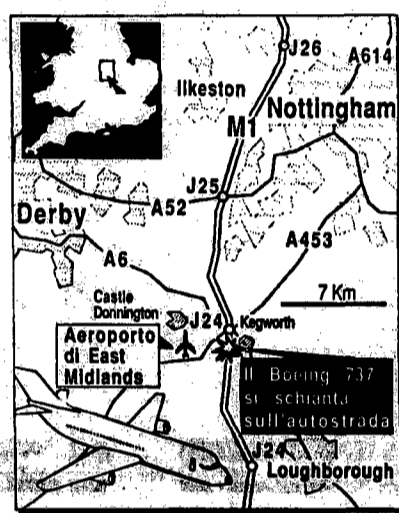 J26
A614
Ilkeston
Nottingham
M1
J25
Derby
A52
A453
A6
7 Km
Castle
Donnington
J24
Kegworth
Aeroporto
di East
Midlands
Il Boeing 737
si schianta
sull'autostrada
J24
Loughborough